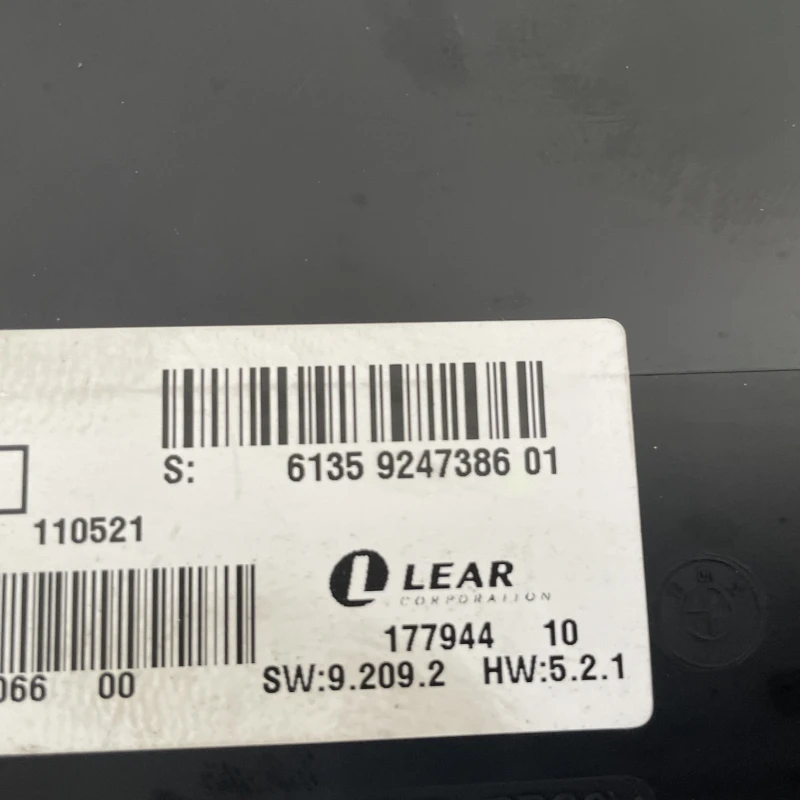 S: 6135 9247386 01
110521
LEAR
CORPORATION
177944 10
066 00
SW:9.209.2 HW:5.2.1